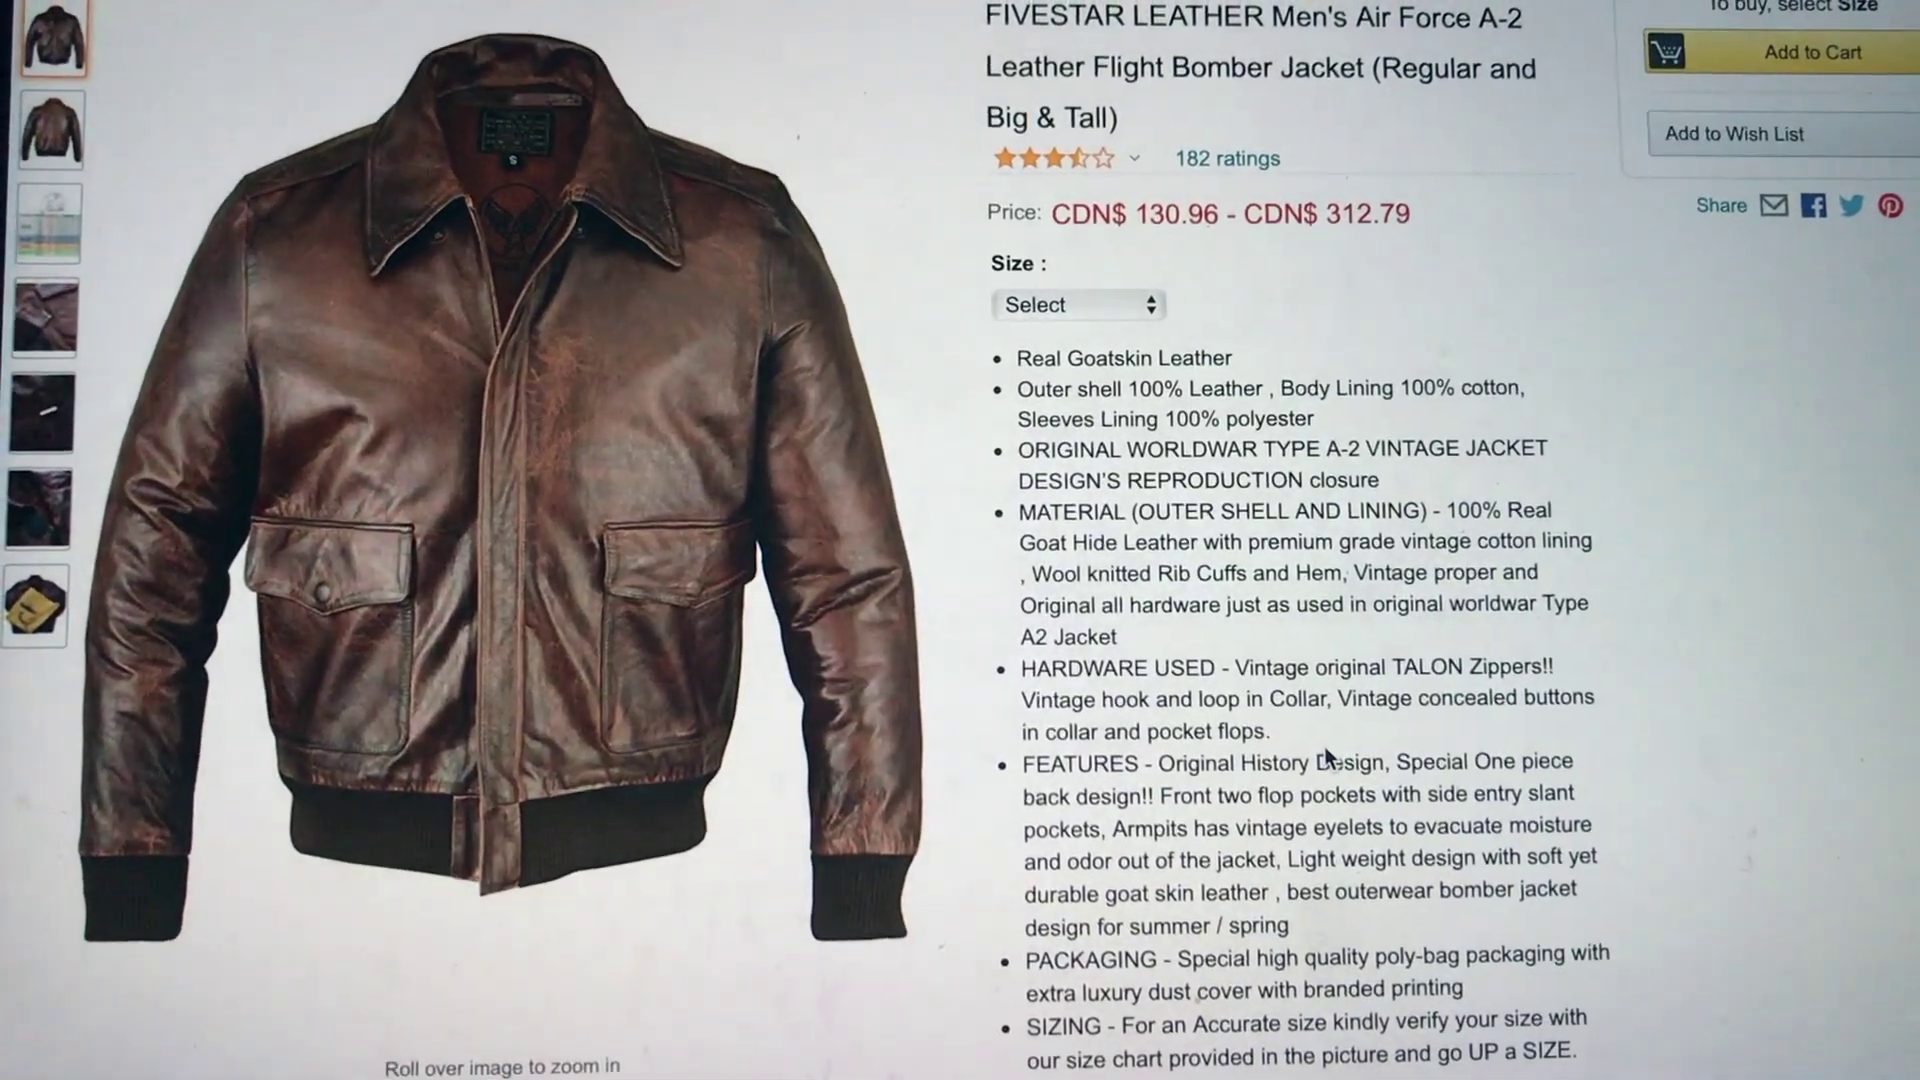 FIVESTAR LEATHER Men's Air Force A-2
Leather Flight Bomber Jacket (Regular and
Big & Tall)
182 ratings
Price: CDN$ 130.96 - CDN$ 312.79
Size :
Select
• Real Goatskin Leather
• Outer shell 100% Leather , Body Lining 100% cotton,
Sleeves Lining 100% polyester
• ORIGINAL WORLDWAR TYPE A-2 VINTAGE JACKET
DESIGN'S REPRODUCTION closure
• MATERIAL (OUTER SHELL AND LINING) - 100% Real
Goat Hide Leather with premium grade vintage cotton lining
, Wool knitted Rib Cuffs and Hem, Vintage proper and
Original all hardware just as used in original worldwar Type
A2 Jacket
• HARDWARE USED - Vintage original TALON Zippers!!
Vintage hook and loop in Collar, Vintage concealed buttons
in collar and pocket flops.
• FEATURES - Original History Design, Special One piece
back design!! Front two flop pockets with side entry slant
pockets, Armpits has vintage eyelets to evacuate moisture
and odor out of the jacket, Light weight design with soft yet
durable goat skin leather , best outerwear bomber jacket
design for summer / spring
• PACKAGING - Special high quality poly-bag packaging with
extra luxury dust cover with branded printing
• SIZING - For an Accurate size kindly verify your size with
our size chart provided in the picture and go UP a SIZE.
To buy, select Size
Add to Cart
Add to Wish List
Share
S
Roll over image to zoom in